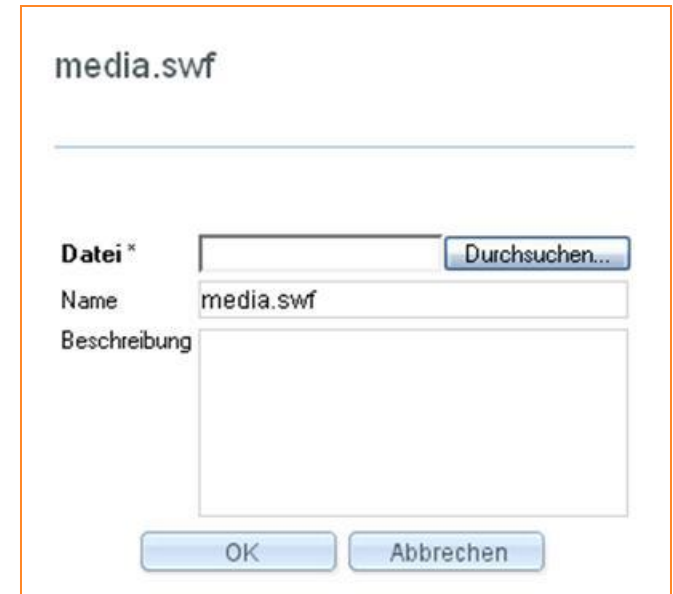 media.swf
Datei * Durchsuchen...
Name media.swf
Beschreibung
OK Abbrechen